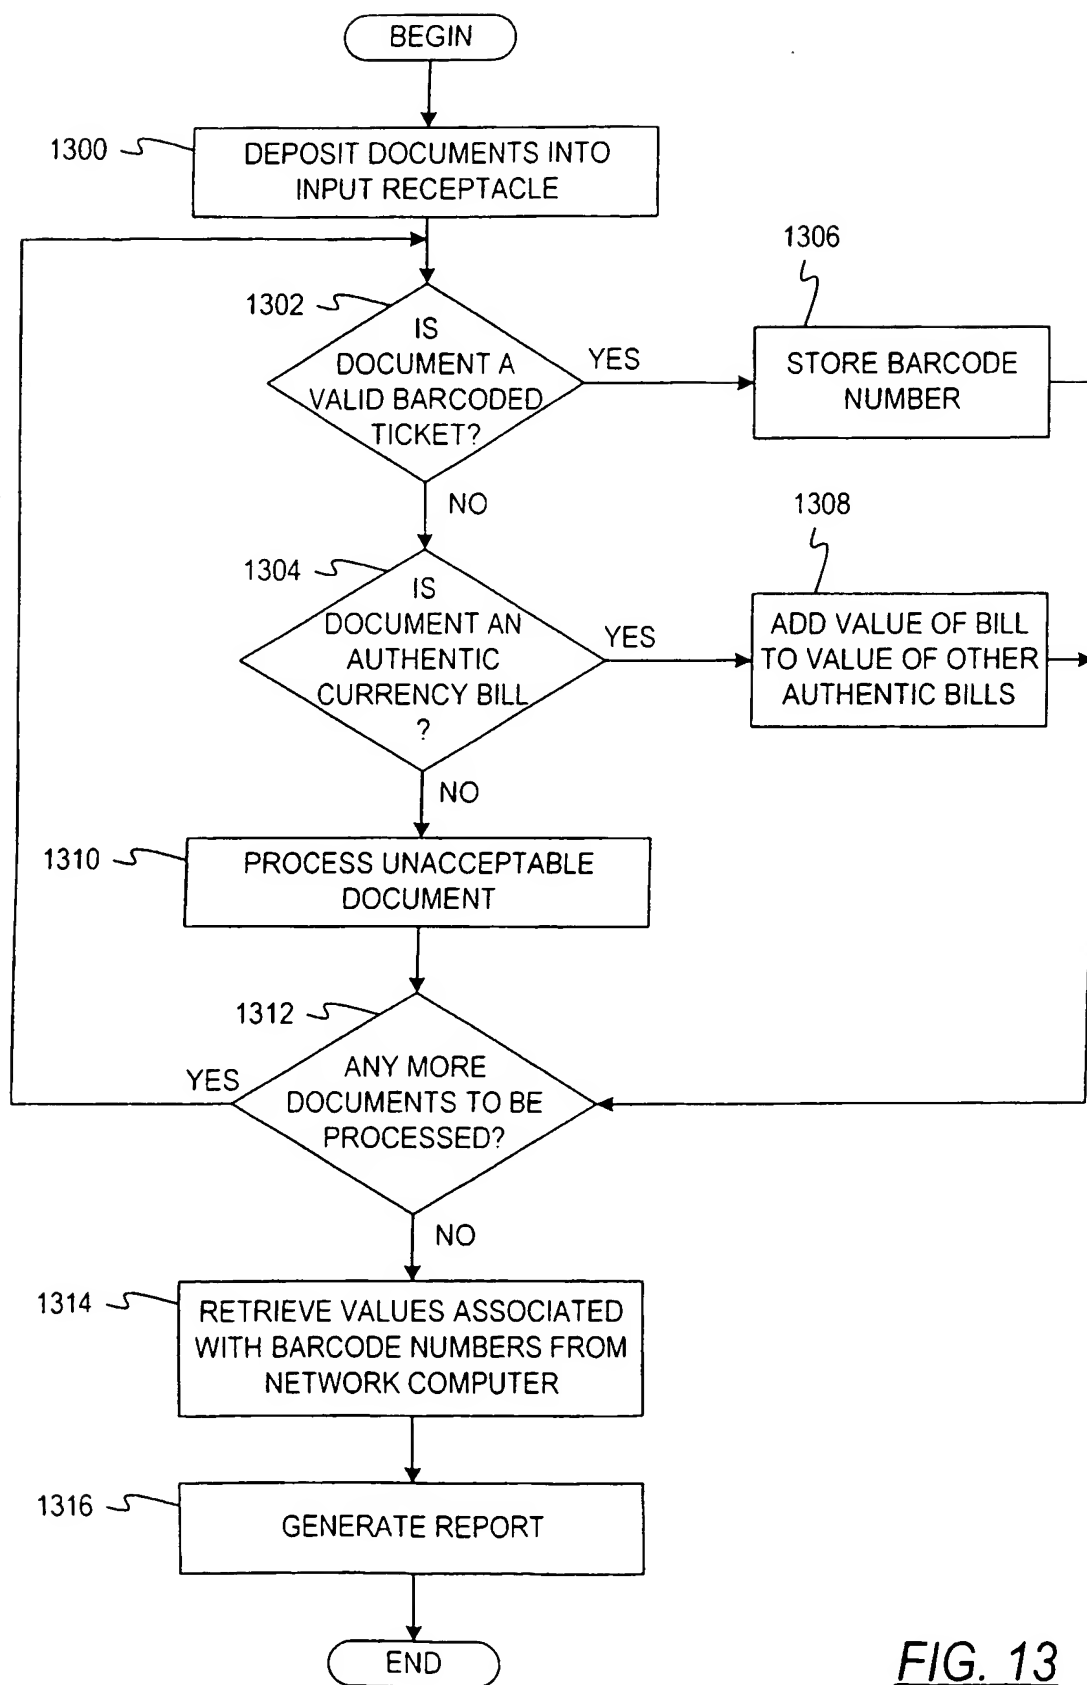 BEGIN
1300
DEPOSIT DOCUMENTS INTO
INPUT RECEPTACLE
1302
IS
DOCUMENT A
VALID BARCODED
TICKET?
YES
1306
STORE BARCODE
NUMBER
NO
1304
IS
DOCUMENT AN
AUTHENTIC
CURRENCY BILL
?
YES
1308
ADD VALUE OF BILL
TO VALUE OF OTHER
AUTHENTIC BILLS
NO
1310
PROCESS UNACCEPTABLE
DOCUMENT
1312
ANY MORE
DOCUMENTS TO BE
PROCESSED?
YES
NO
1314
RETRIEVE VALUES ASSOCIATED
WITH BARCODE NUMBERS FROM
NETWORK COMPUTER
1316
GENERATE REPORT
END
FIG. 13